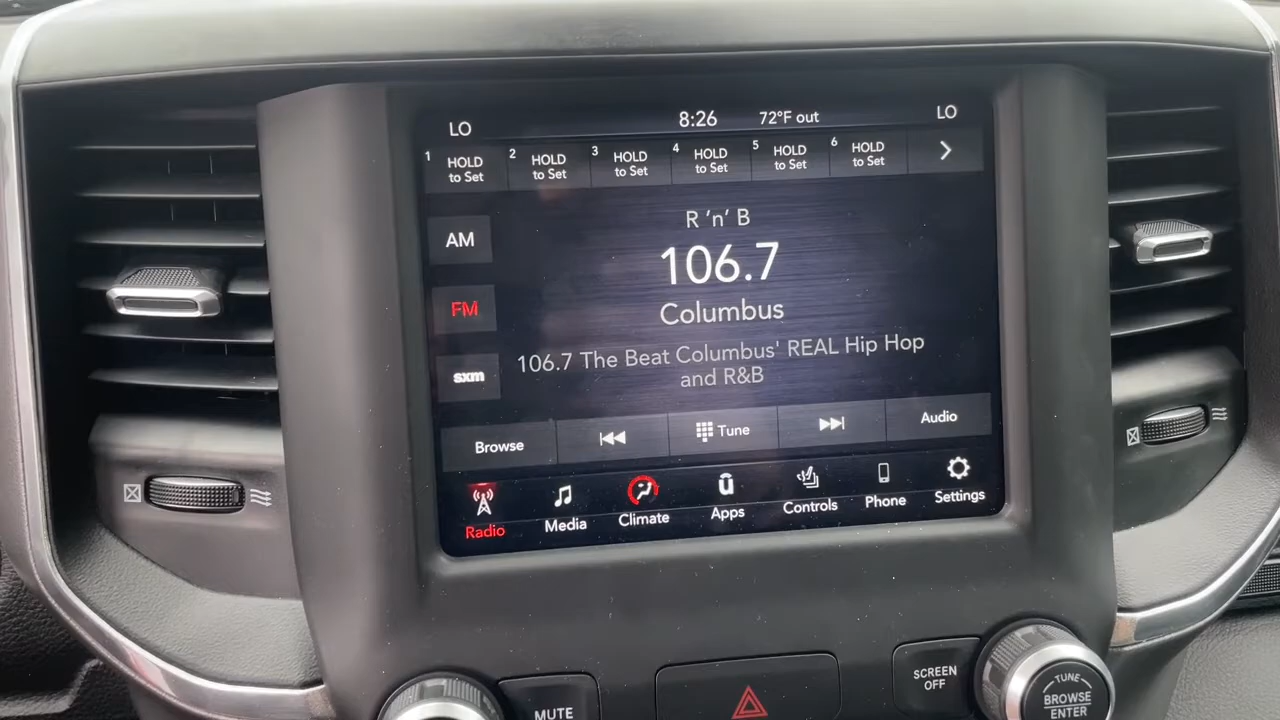 LO 8:26 72°F out LO
1 HOLD to Set 2 HOLD to Set 3 HOLD to Set 4 HOLD to Set 5 HOLD to Set 6 HOLD to Set
R 'n' B
AM
106.7
FM
Columbus
sxm
106.7 The Beat Columbus' REAL Hip Hop
and R&B
Browse Tune Audio
Radio Media Climate Apps Controls Phone Settings
MUTE
SCREEN
OFF
TUNE
BROWSE
ENTER